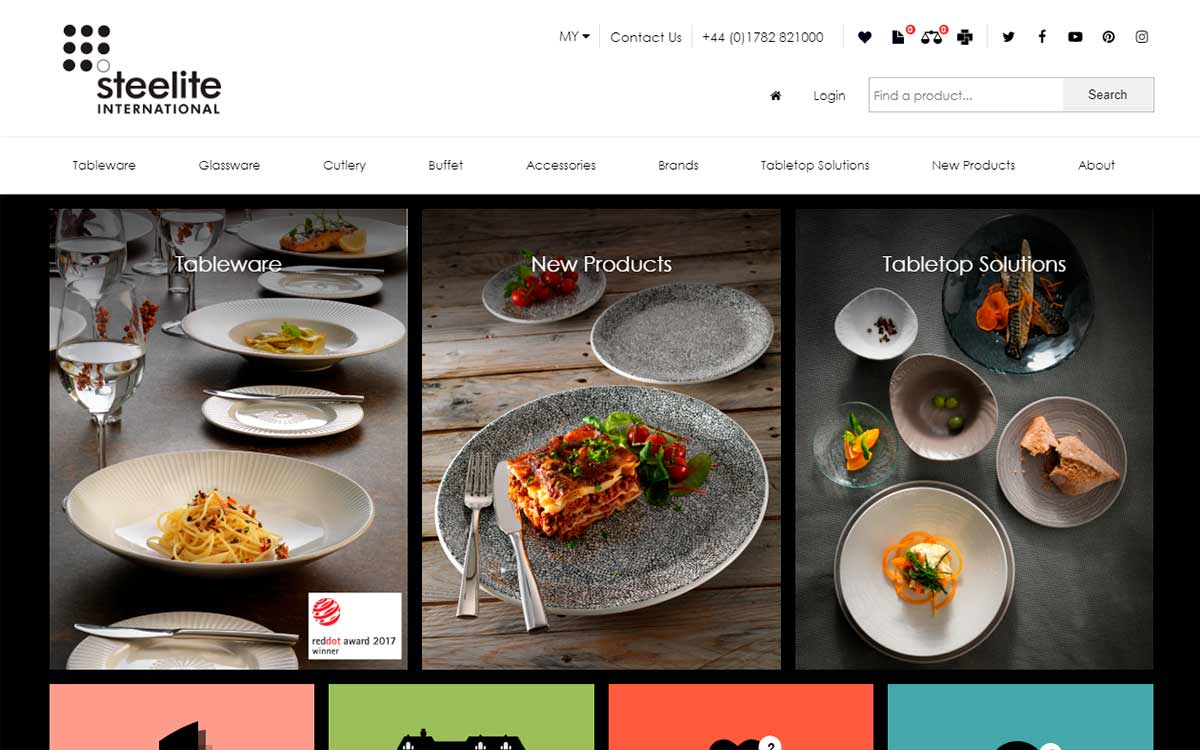 steelite
INTERNATIONAL
MY
Contact Us
+44 (0)1782 821000
0
0
Login
Find a product...
Search
Tableware
Glassware
Cutlery
Buffet
Accessories
Brands
Tabletop Solutions
New Products
About
Tableware
New Products
Tabletop Solutions
reddot award 2017
winner
2